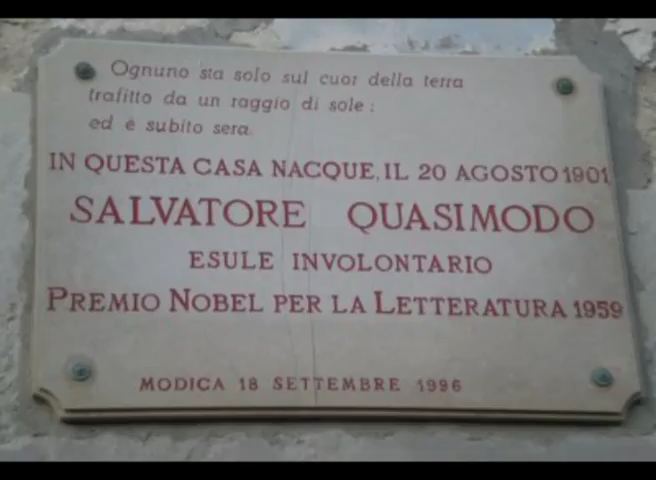 Ognuno sta solo sul cuor della terra
trafitto da un raggio di sole:
ed è subito sera.
IN QUESTA CASA NACQUE, IL 20 AGOSTO 1901
SALVATORE QUASIMODO
ESULE INVOLONTARIO
PREMIO NOBEL PER LA LETTERATURA 1959
MODICA 18 SETTEMBRE 1996